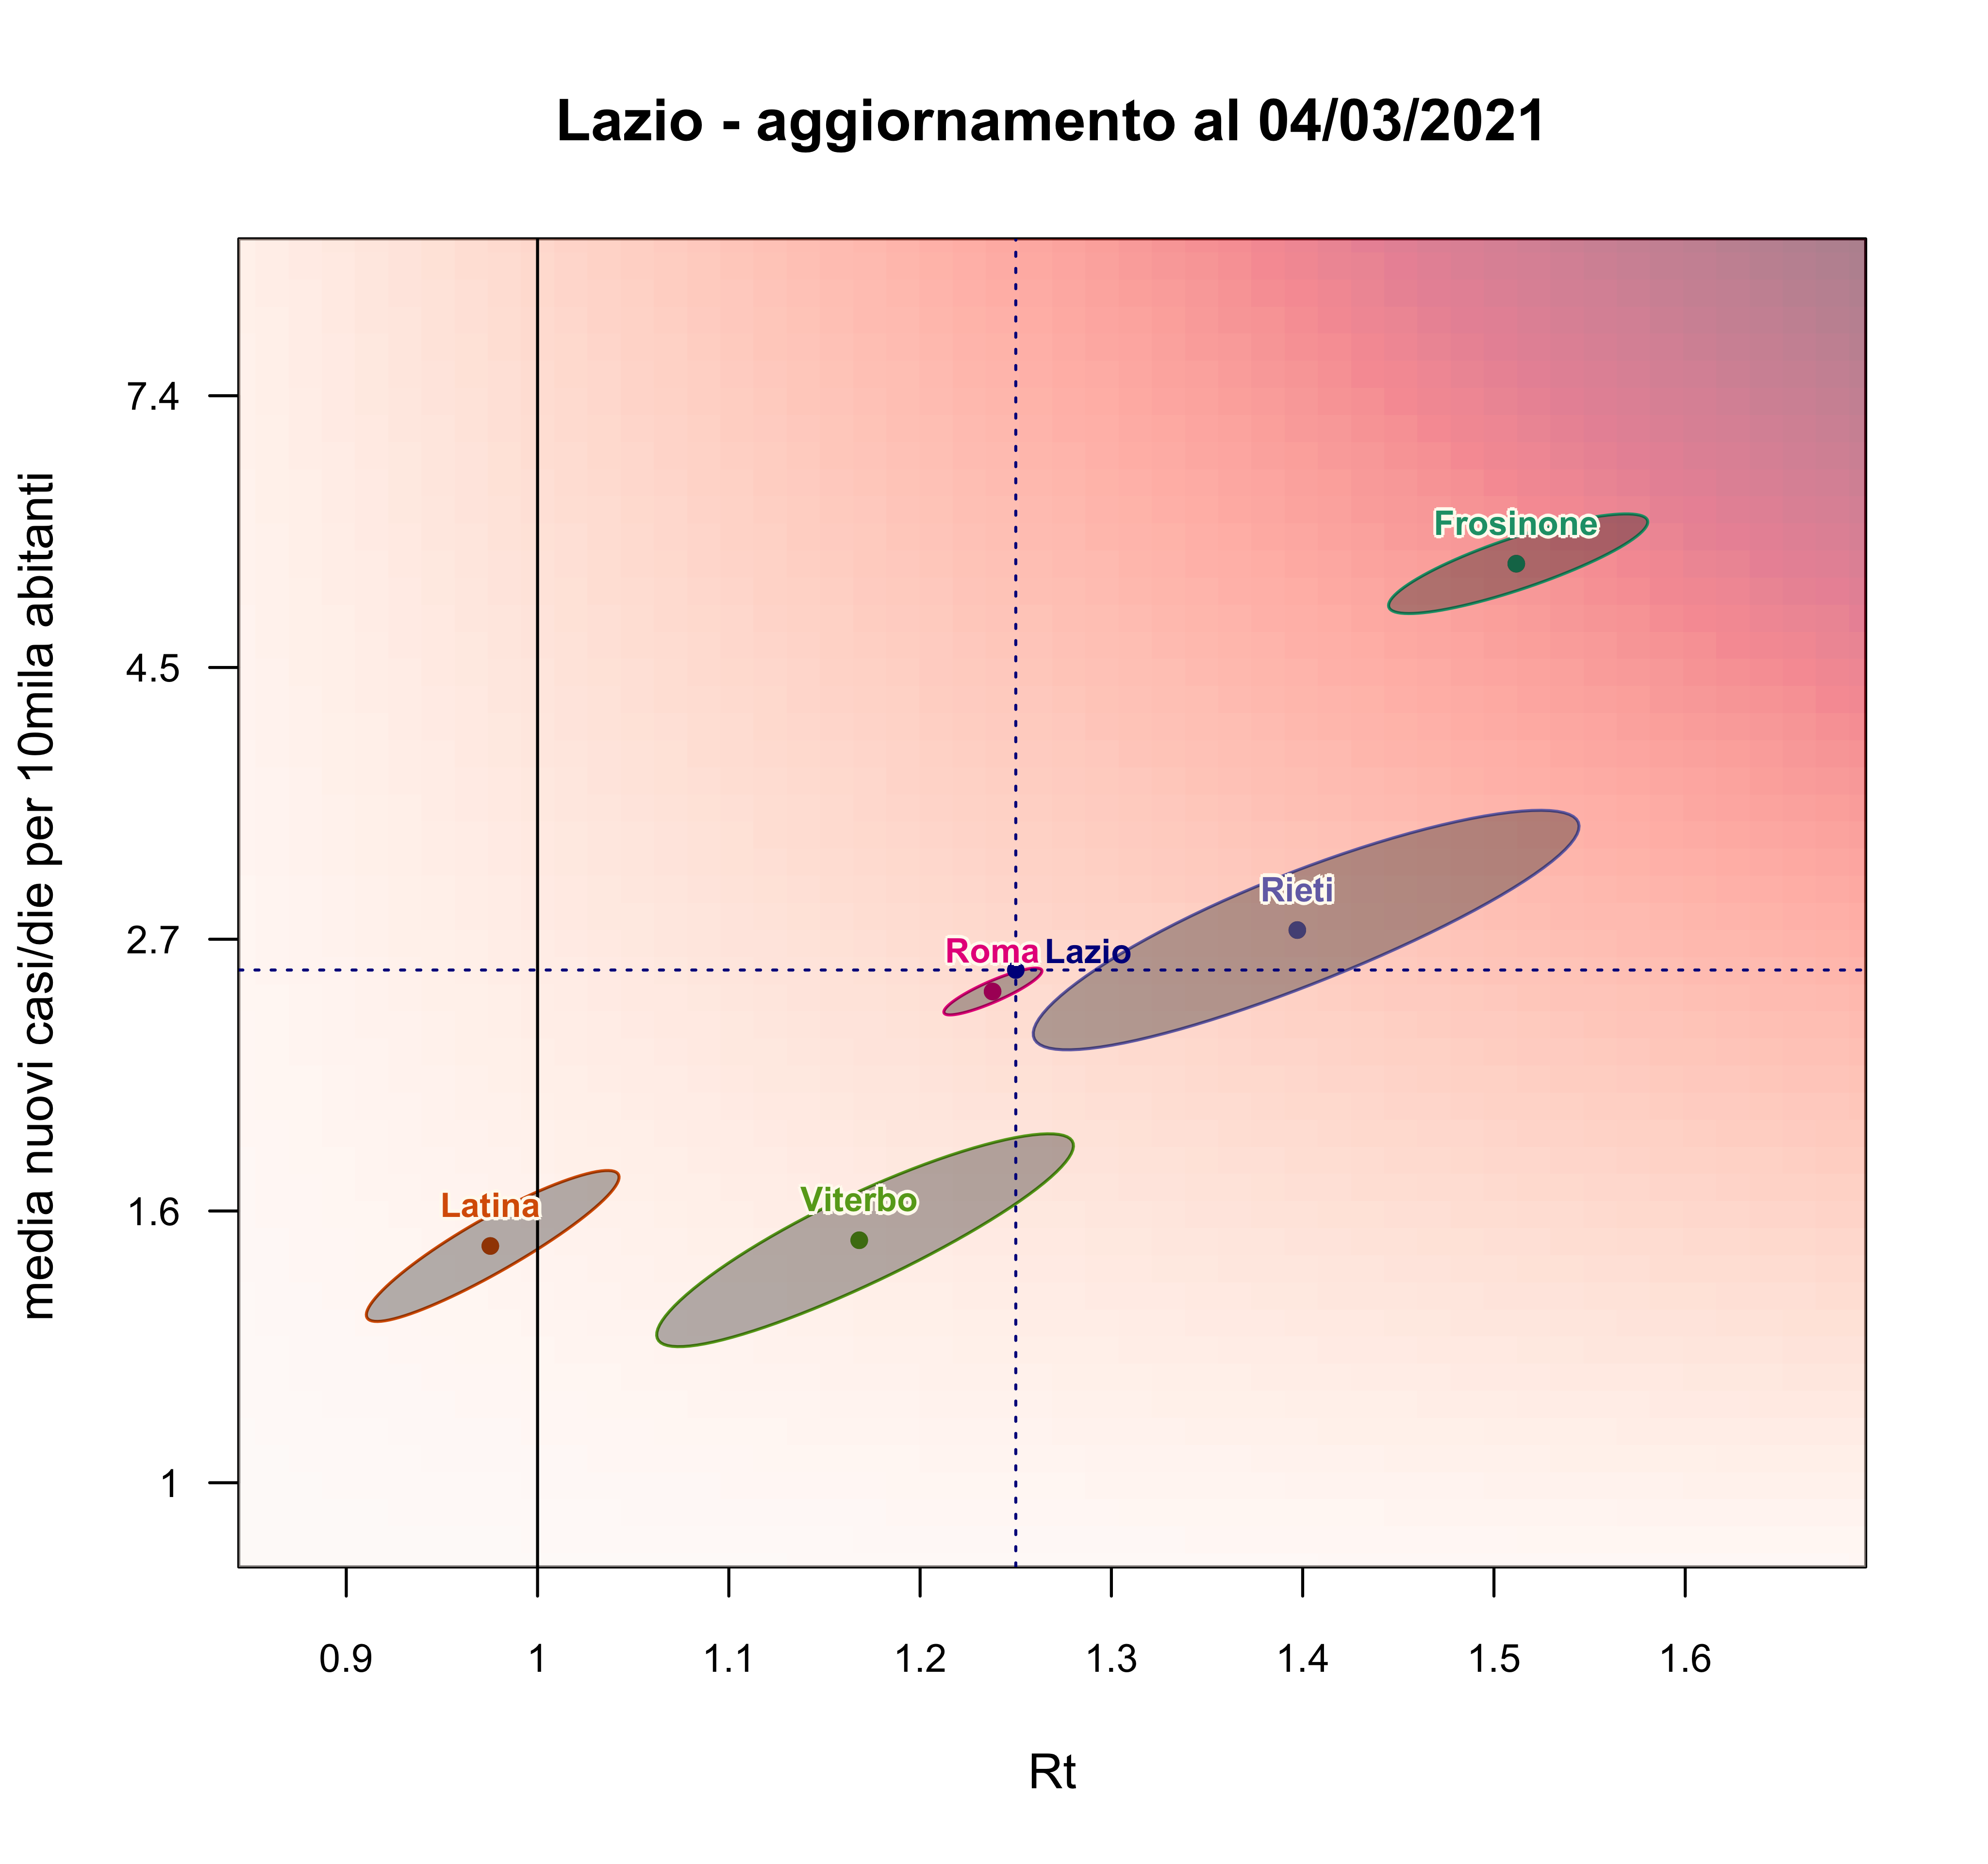 Lazio - aggiornamento al 04/03/2021
media nuovi casi/die per 10mila abitanti
7.4
4.5
2.7
1.6
1
Frosinone
Rieti
Roma Lazio
Viterbo
Latina
0.9 1 1.1 1.2 1.3 1.4 1.5 1.6
Rt